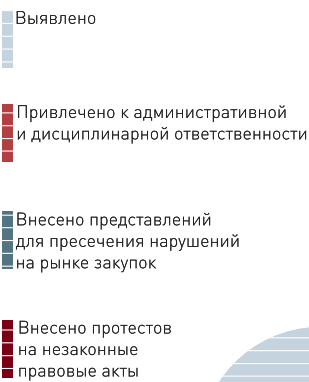 Выявлено
Привлечено к административной
и дисциплинарной ответственности
Внесено представлений
для пресечения нарушений
на рынке закупок
Внесено протестов
на незаконные
правовые акты